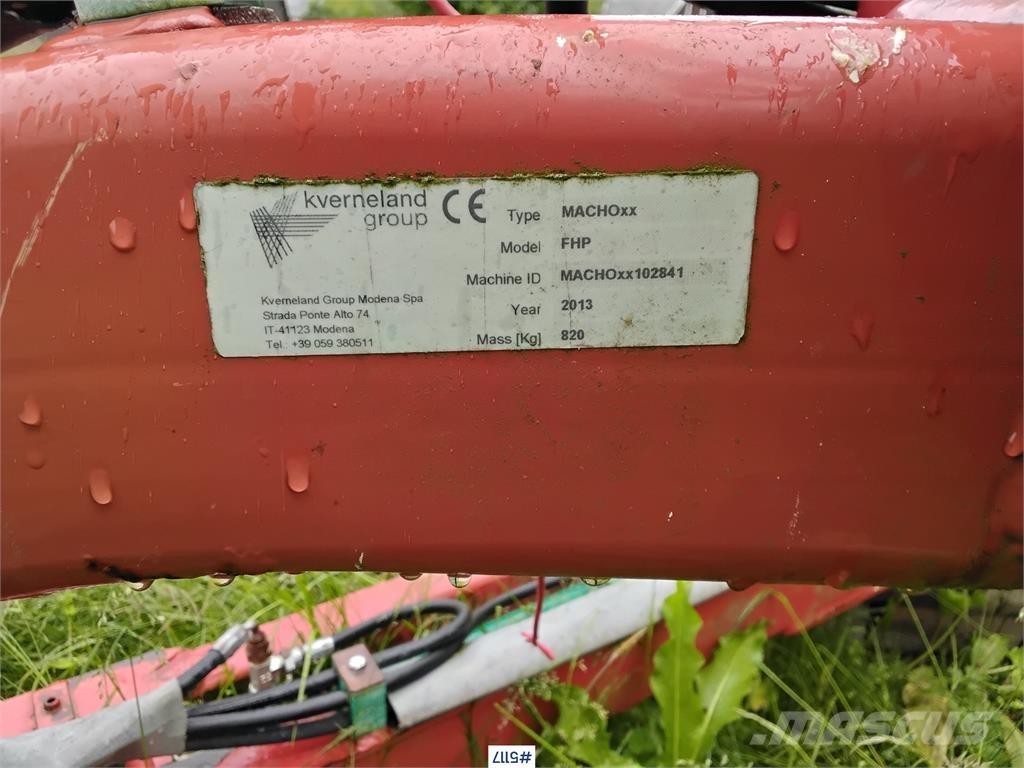 kverneland
group
CE
Type MACHOxx
Model FHP
Machine ID MACHOxx102841
Year 2013
Mass [Kg] 820
Kverneland Group Modena Spa
Strada Ponte Alto 74
IT-41123 Modena
Tel.: +39 059 380511
MASCUS
#5117